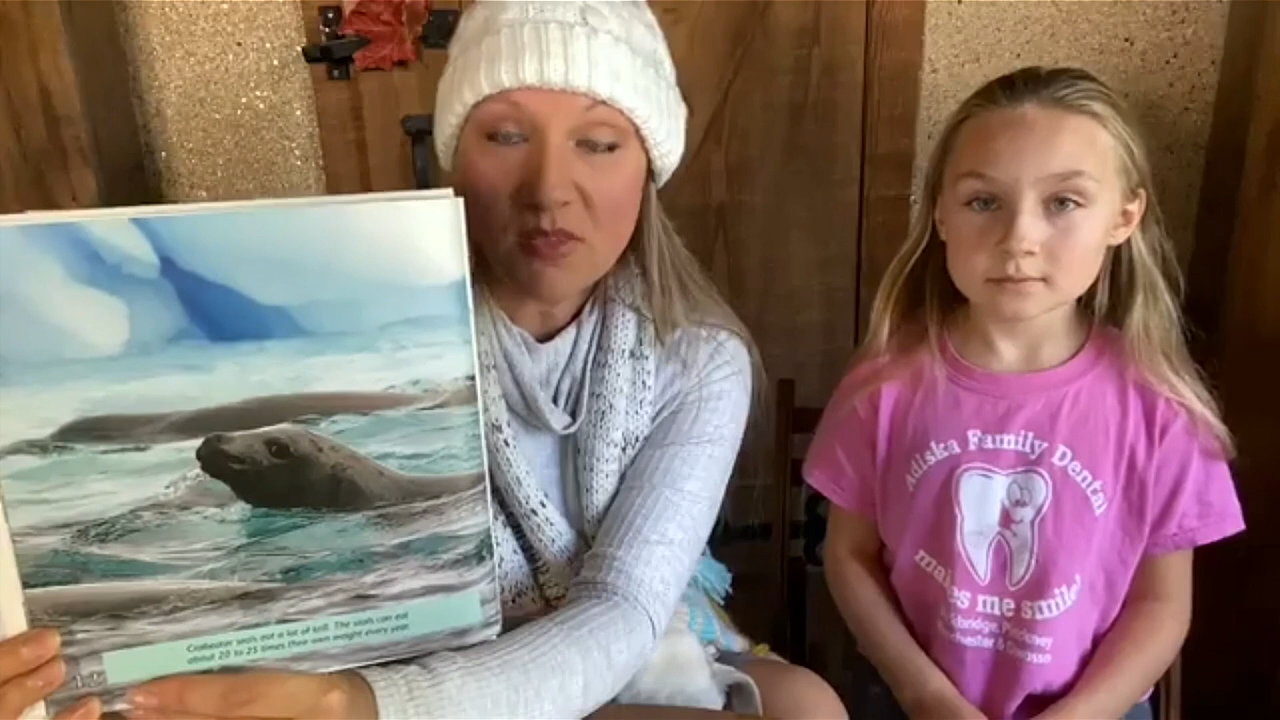 Crabeater seals eat a lot of krill. The seals can eat
about 20 to 25 times their own weight every year.
Adiska Family Dental
makes me smile!